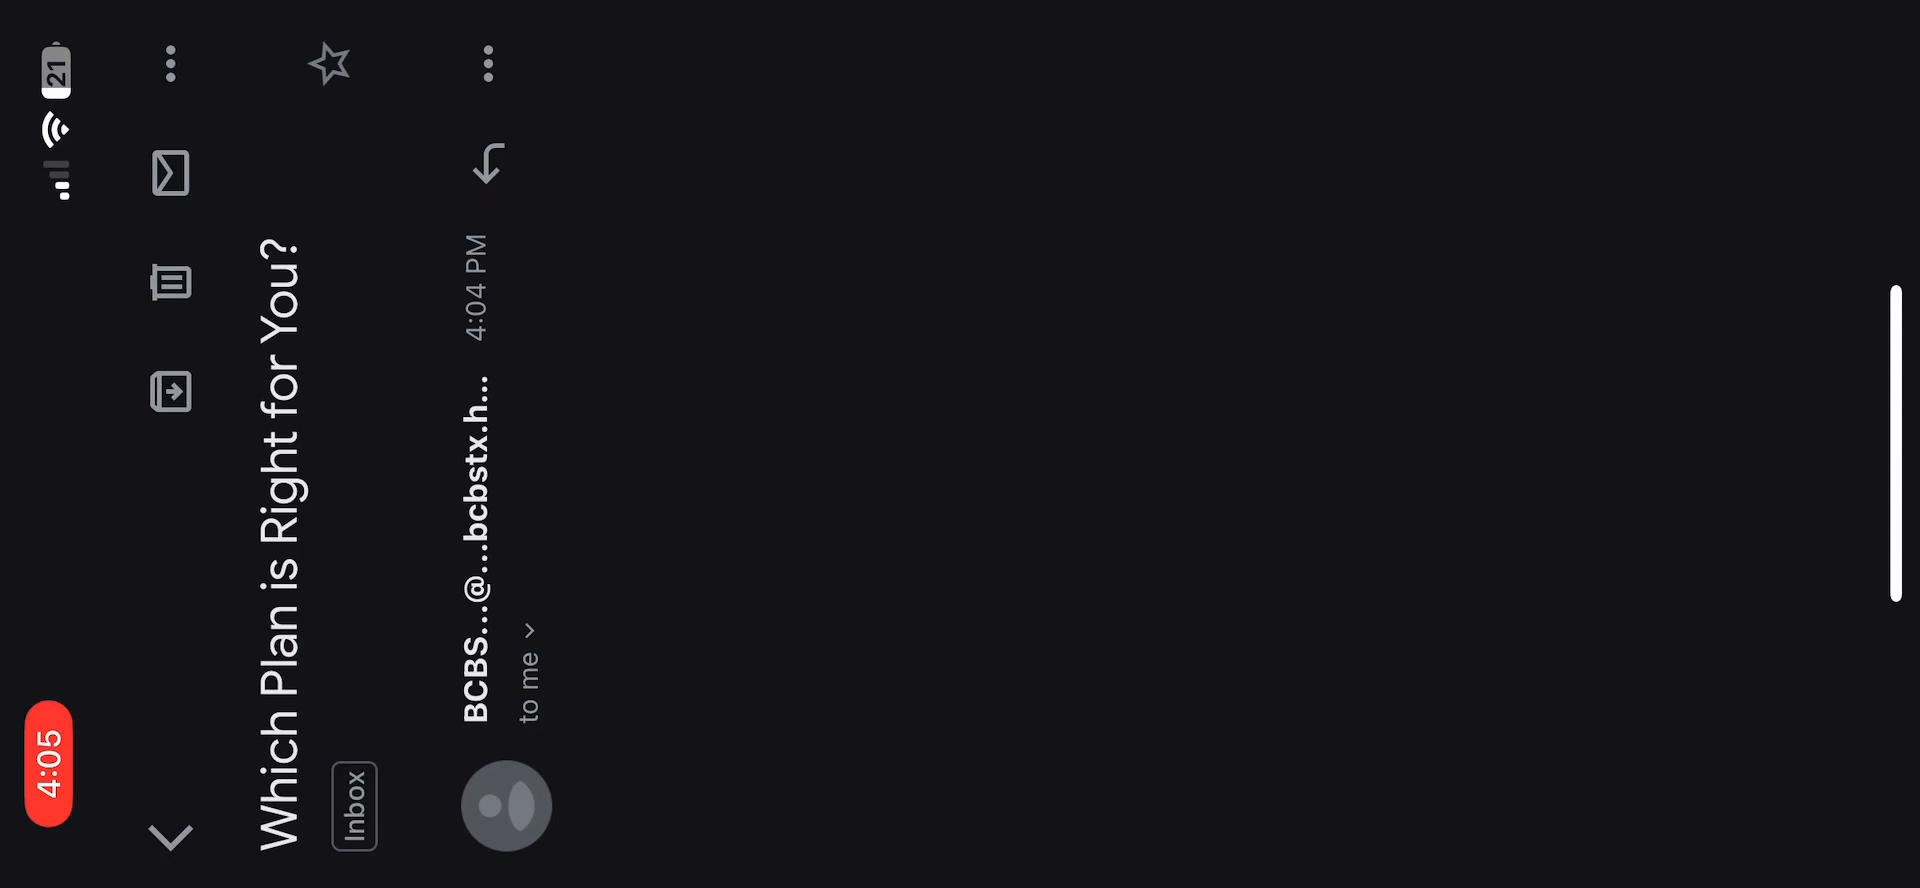 4:05
21
Which Plan is Right for You?
Inbox
BCBS...@...bcbstx.h... 4:04 PM
to me